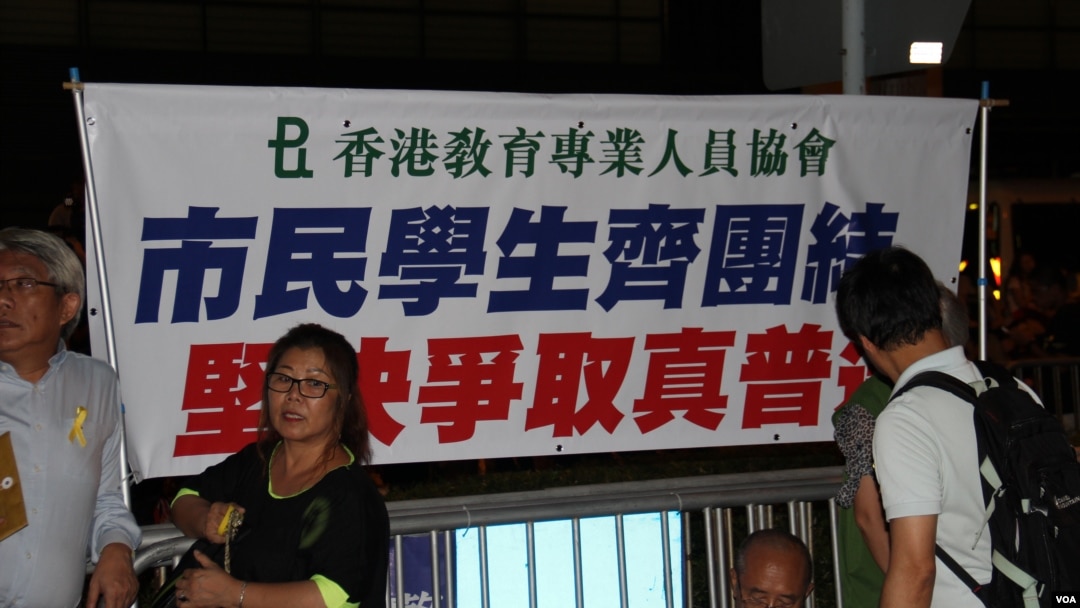 香港教育專業人員協會
市民學生齊團結
堅決爭取真普選
VOA